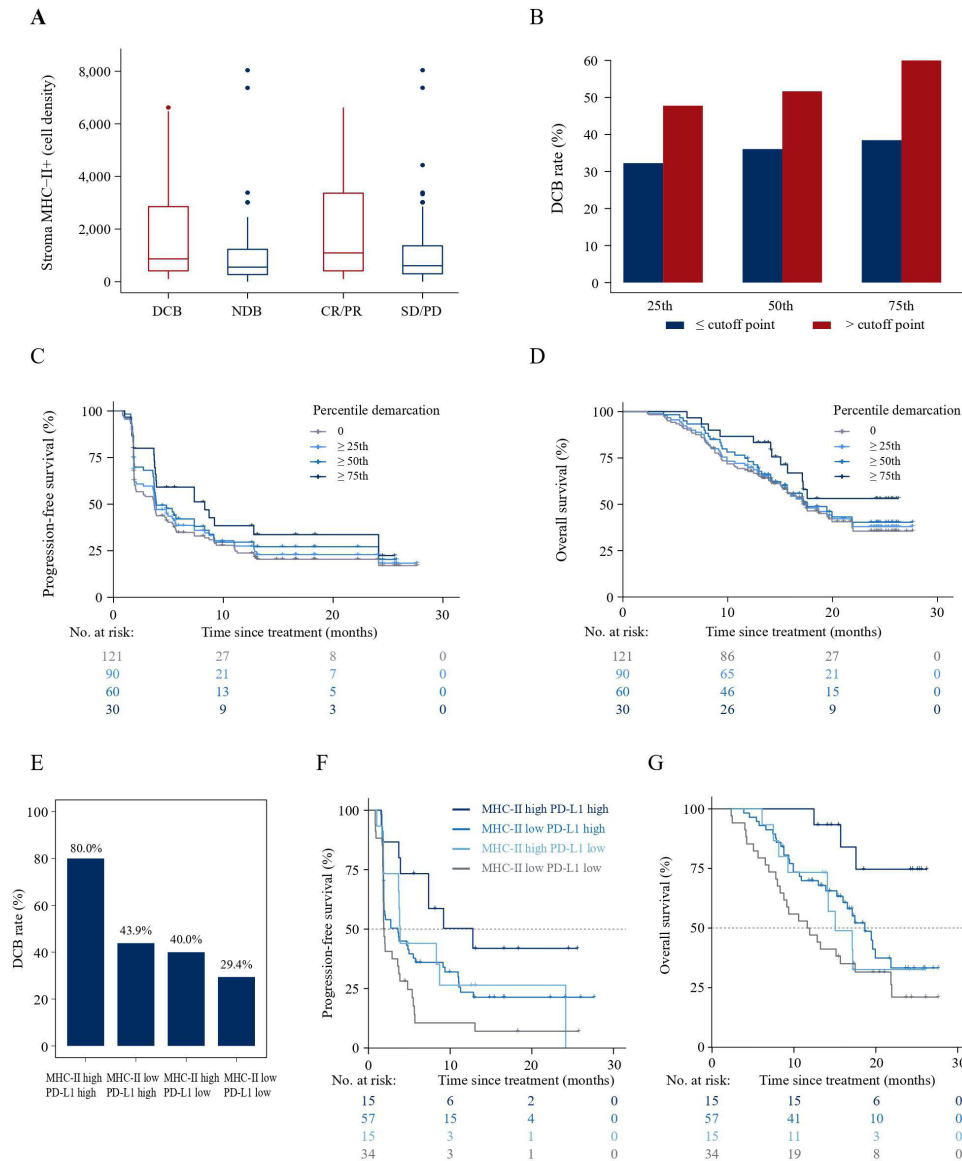 A
Stroma MHC−II+ (cell density)
8,000
6,000
4,000
2,000
0
DCB NDB CR/PR SD/PD
B
DCB rate (%)
60
50
40
30
20
10
0
25th 50th 75th
≤ cutoff point > cutoff point
C
Progression-free survival (%)
100
75
50
25
0
Percentile demarcation
0
≥ 25th
≥ 50th
≥ 75th
0 10 20 30
No. at risk: Time since treatment (months)
121 27 8 0
90 21 7 0
60 13 5 0
30 9 3 0
D
Overall survival (%)
100
75
50
25
0
Percentile demarcation
0
≥ 25th
≥ 50th
≥ 75th
0 10 20 30
No. at risk: Time since treatment (months)
121 86 27 0
90 65 21 0
60 46 15 0
30 26 9 0
E
DCB rate (%)
100
80
60
40
20
0
80.0%
43.9%
40.0%
29.4%
MHC-II high MHC-II low MHC-II high MHC-II low
PD-L1 high PD-L1 high PD-L1 low PD-L1 low
F
Progression-free survival (%)
100
75
50
25
0
MHC-II high PD-L1 high
MHC-II low PD-L1 high
MHC-II high PD-L1 low
MHC-II low PD-L1 low
0 10 20 30
No. at risk: Time since treatment (months)
15 6 2 0
57 15 4 0
15 3 1 0
34 3 1 0
G
Overall survival (%)
100
75
50
25
0
0 10 20 30
No. at risk: Time since treatment (months)
15 15 6 0
57 41 10 0
15 11 3 0
34 19 8 0